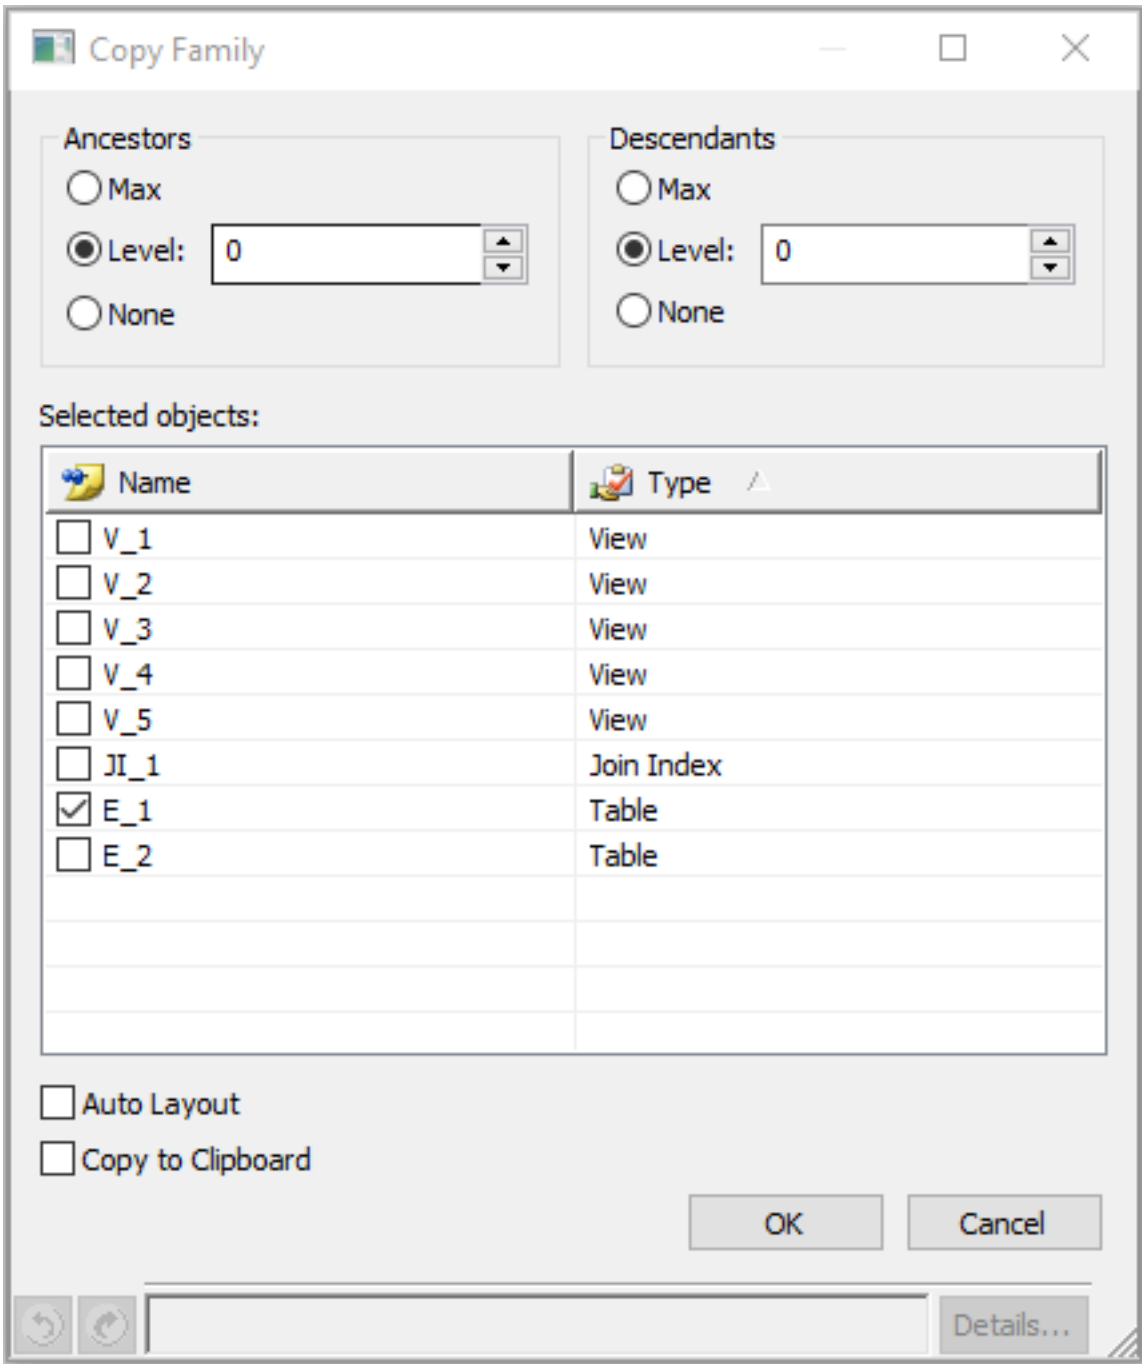 Copy Family
Ancestors
Max
Level: 0
None
Descendants
Max
Level: 0
None
Selected objects:
Name Type
V_1 View
V_2 View
V_3 View
V_4 View
V_5 View
JI_1 Join Index
E_1 Table
E_2 Table
Auto Layout
Copy to Clipboard
OK Cancel
Details...